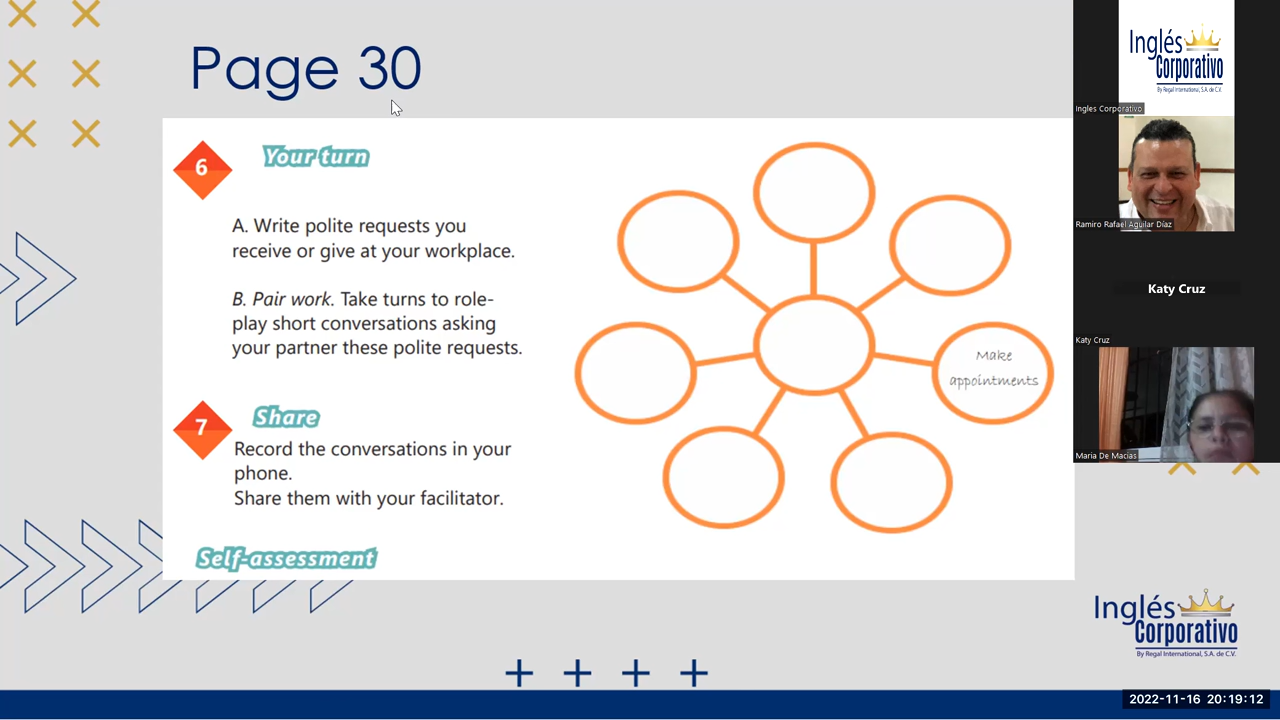 Page 30
6
Your turn
A. Write polite requests you
receive or give at your workplace.
B. Pair work. Take turns to role-
play short conversations asking
your partner these polite requests.
7
Share
Record the conversations in your
phone.
Share them with your facilitator.
Self-assessment
Make
appointments
Inglés
Corporativo
By Regal International, S.A. de C.V.
Ingles Corporativo
Ramiro Rafael Aguilar Díaz
Katy Cruz
Katy Cruz
Maria De Macias
Inglés
Corporativo
By Regal International, S.A. de C.V.
2022-11-16 20:19:12